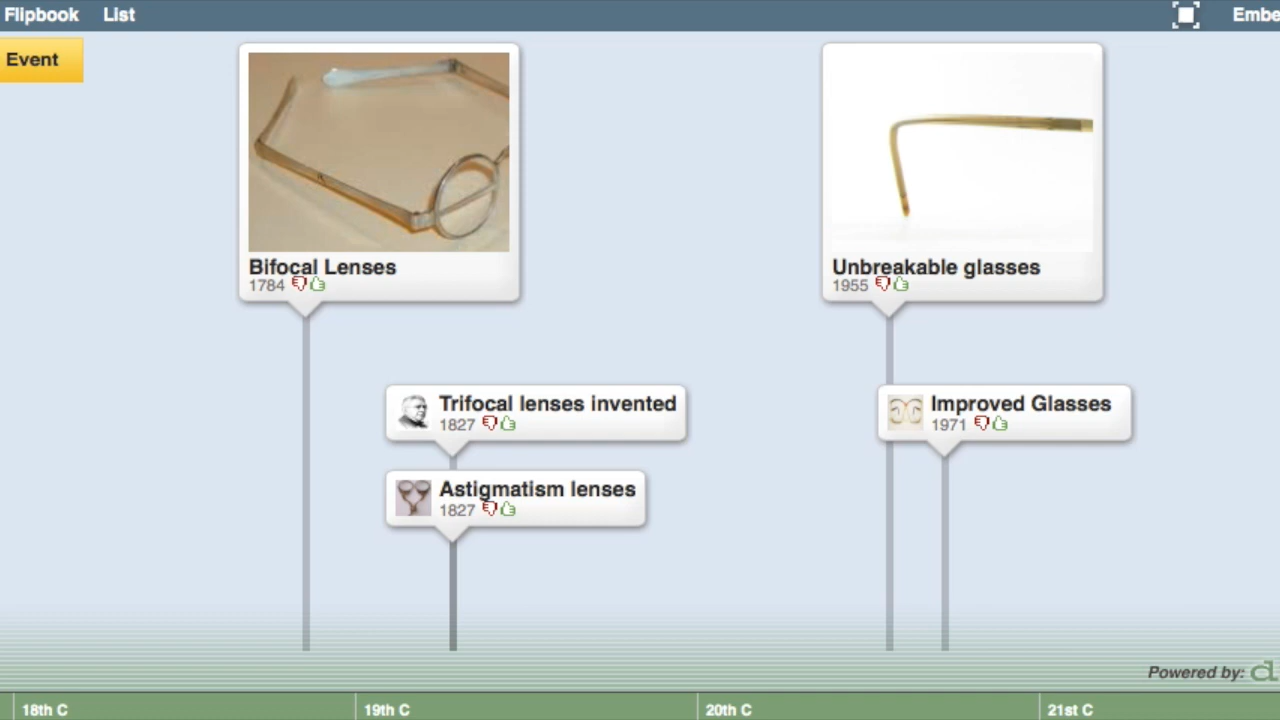 Flipbook List
Embe
Event
Bifocal Lenses
1784
Unbreakable glasses
1955
Trifocal lenses invented
1827
Improved Glasses
1971
Astigmatism lenses
1827
Powered by: d
18th C 19th C 20th C 21st C